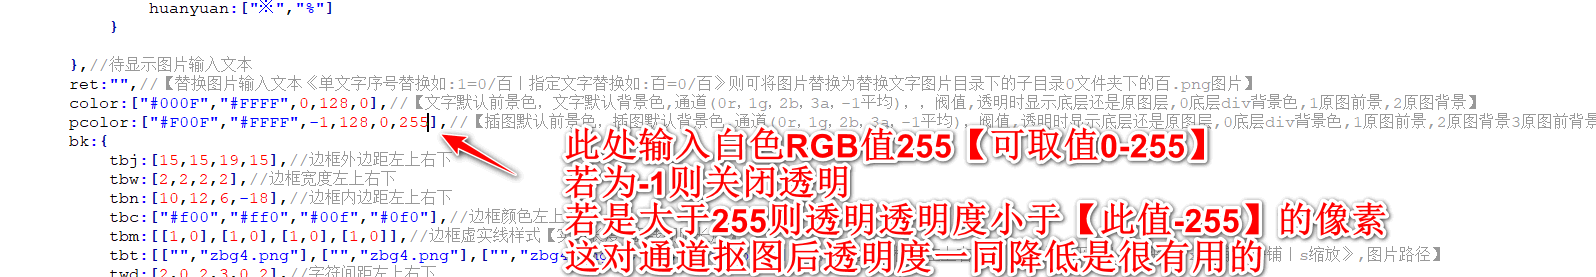 huanyuan:["※","%"]
}
},//待显示图片输入文本
ret:"",//【替换图片输入文本《单文字序号替换如:1=0/百|指定文字替换如:百=0/百》则可将图片替换为替换文字图片目录下的子目录0文件夹下的百.png图片】
color:["#000F","#FFFF",0,128,0],//【文字默认前景色，文字默认背景色,通道(0r，1g，2b，3a，-1平均)，，阀值,透明时显示底层还是原图层,0底层div背景色,1原图前景,2原图背景】
pcolor:["#F00F","#FFFF",-1,128,0,255],//【插图默认前景色，插图默认背景色,通道(0r，1g，2b，3a，-1平均)，阀值,透明时显示底层还是原图层,0底层div背景色,1原图前景,2原图背景3原图前背景
bk:{
此处输入白色RGB值255【可取值0-255】
tbj:[15,15,19,15],//边框外边距左上右下
若为-1则关闭透明
tbw:[2,2,2,2],//边框宽度左上右下
tbn:[10,12,6,-18],//边框内边距左上右下
若是大于255则透明透明度小于【此值-255】的像素
tbc:["#f00","#ff0","#00f","#0f0"],//边框颜色左上
tbm:[[1,0],[1,0],[1,0],[1,0]],//边框虚实线样式【
这对通道抠图后透明度一同降低是很有用的
tbt:[["","zbg4.png"],["","zbg4.png"],["","zbg 铺|s缩放》,图片路径】
twd:[2,0,2,3,0,2],//字符间距左上右下